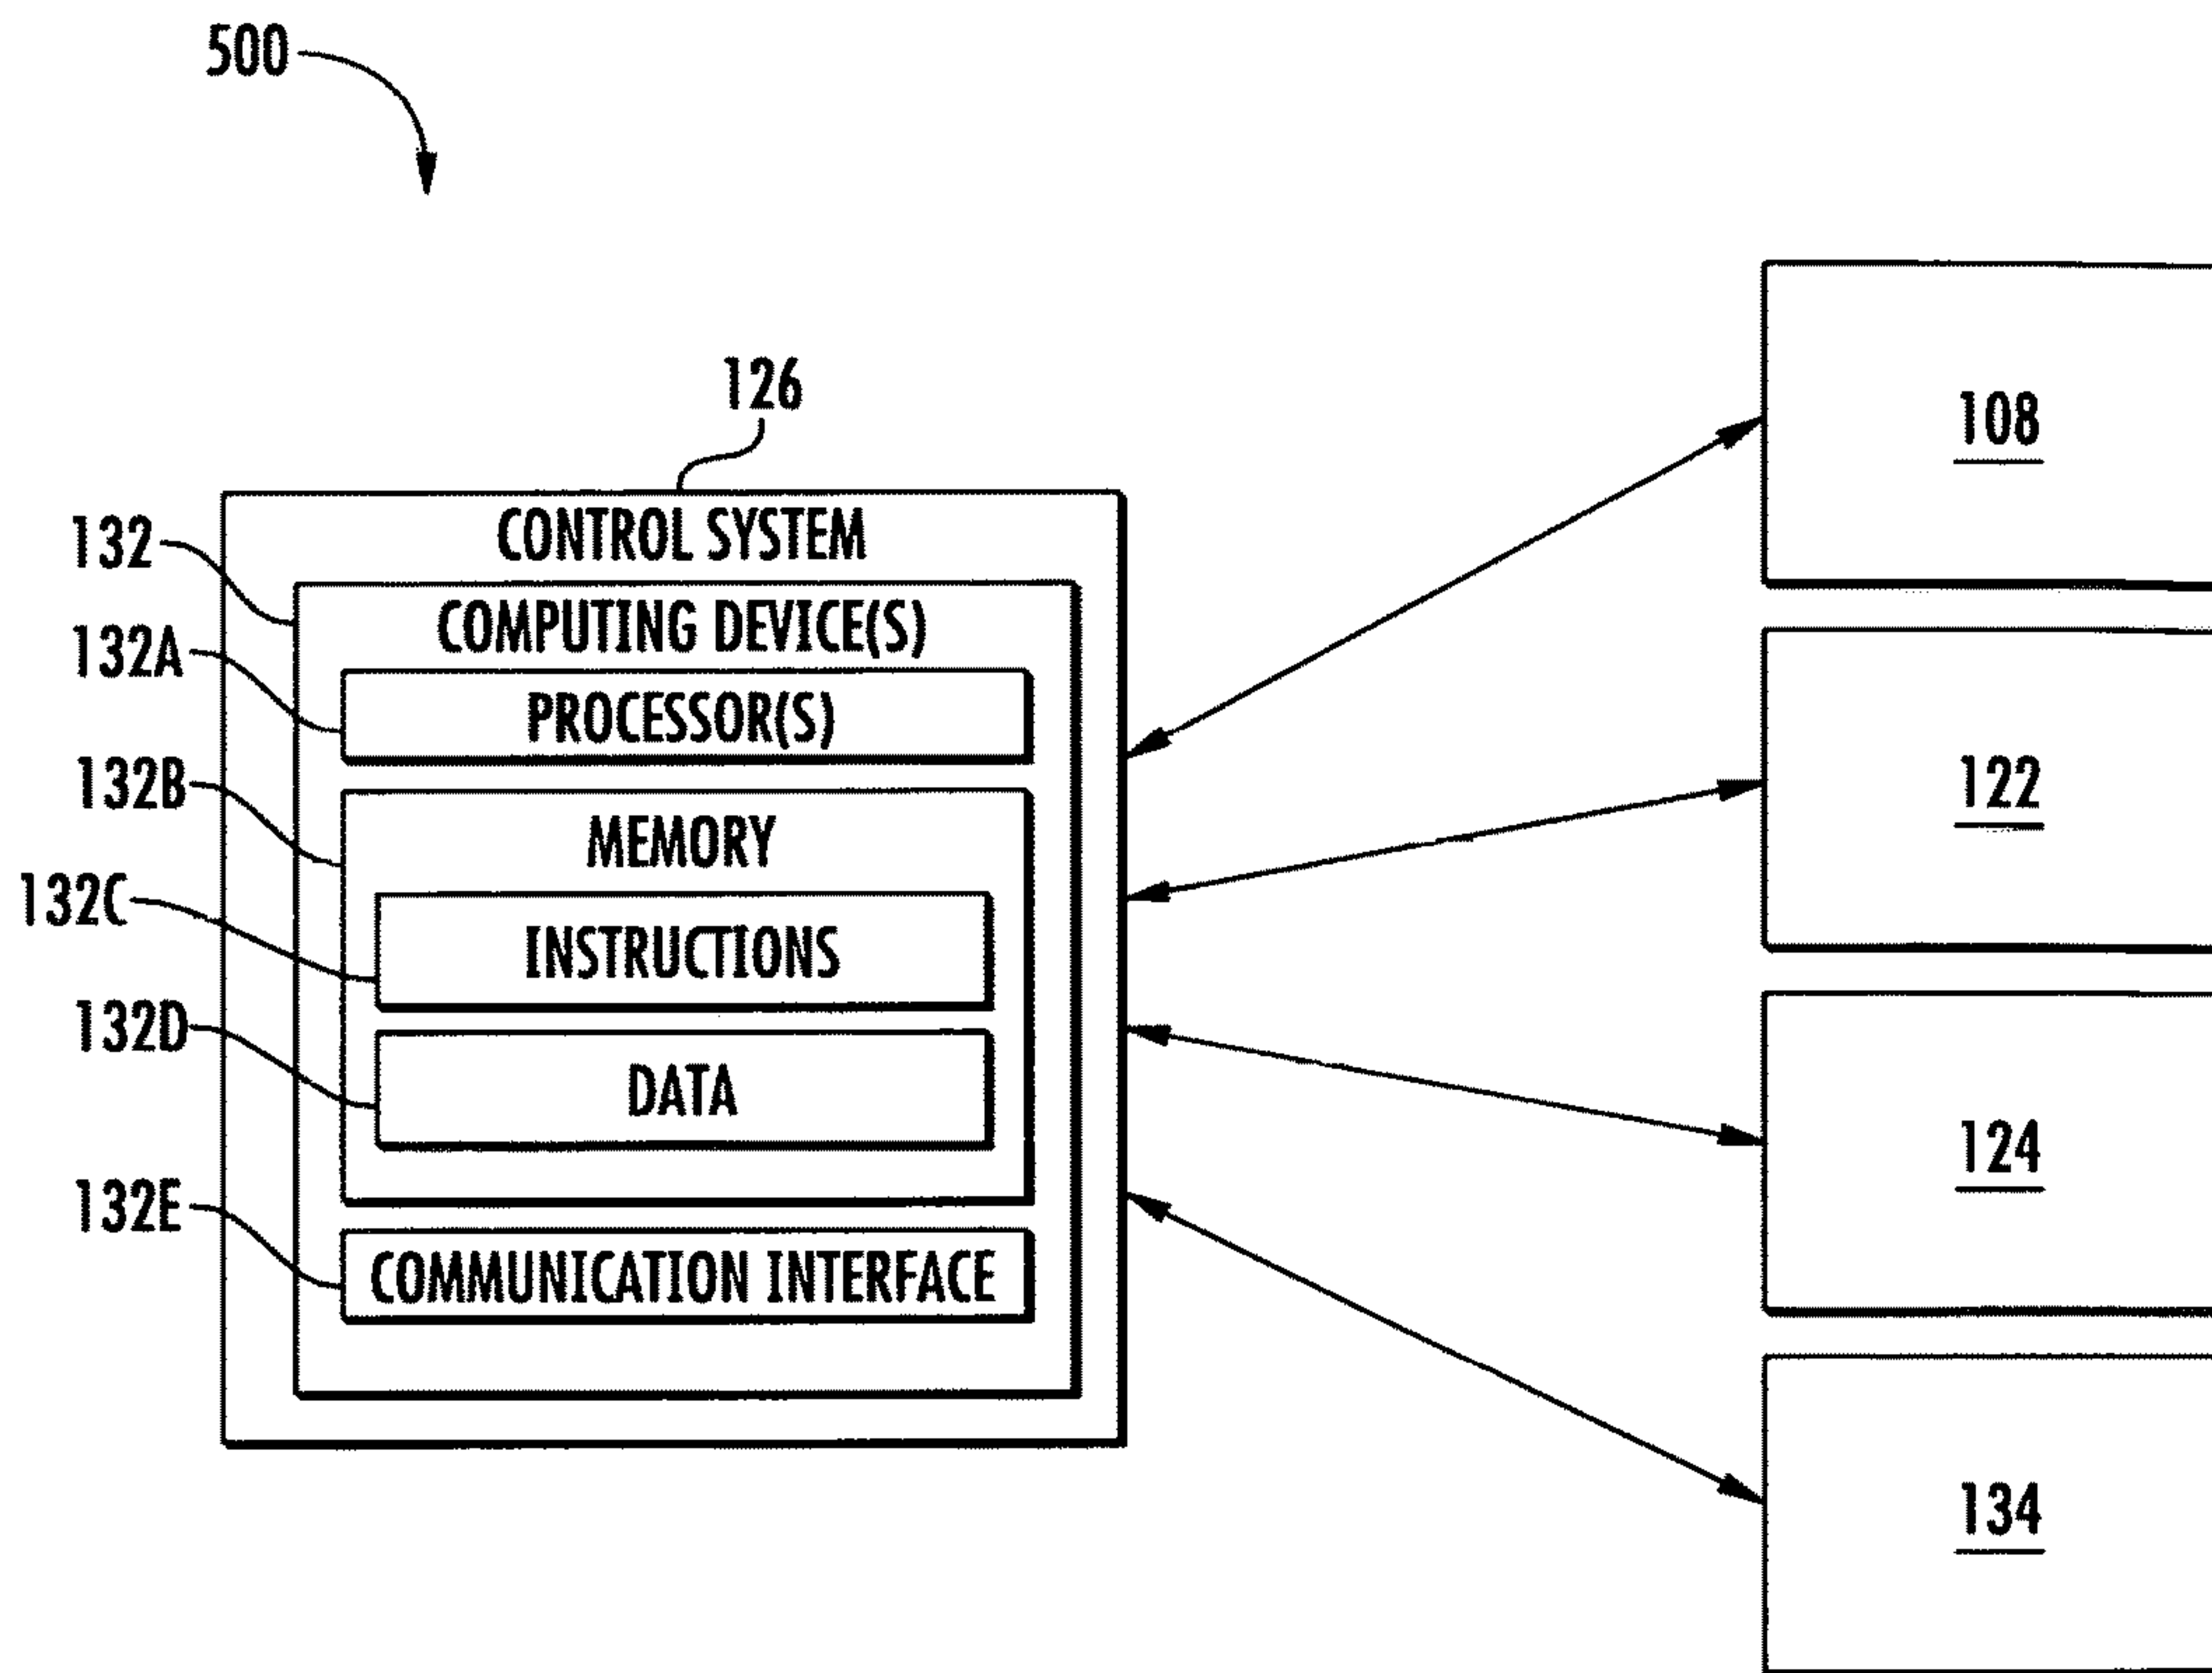 500
126
CONTROL SYSTEM
132
COMPUTING DEVICE(S)
132A
PROCESSOR(S)
132B
MEMORY
132C
INSTRUCTIONS
132D
DATA
132E
COMMUNICATION INTERFACE
108
122
124
134